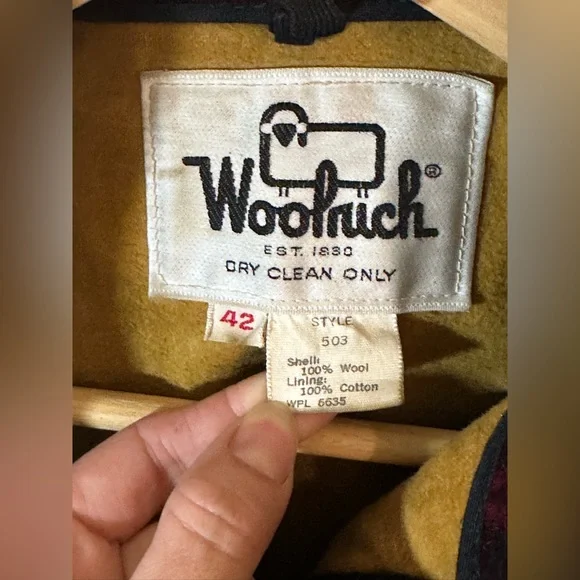 Woolrich®
EST. 1830
DRY CLEAN ONLY
42
STYLE
503
Shell:
100% Wool
Lining:
100% Cotton
WPL 6635